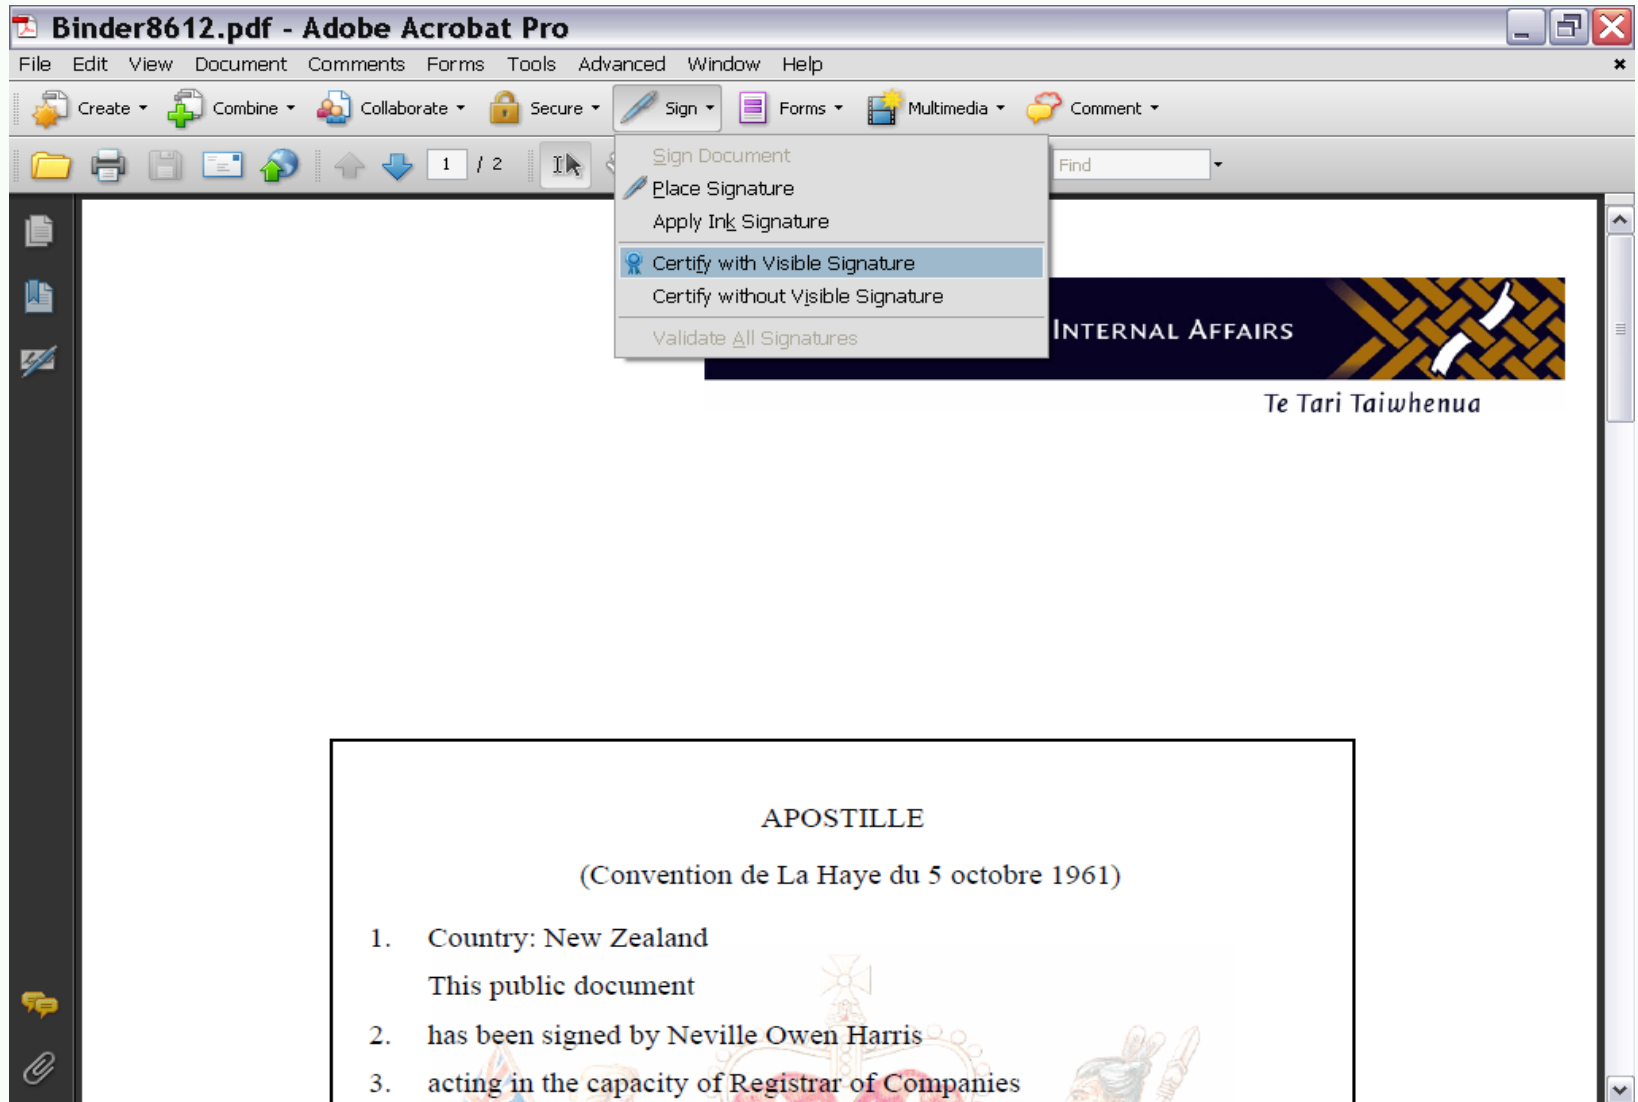 Binder8612.pdf - Adobe Acrobat Pro
File Edit View Document Comments Forms Tools Advanced Window Help
Create Combine Collaborate Secure Sign Forms Multimedia Comment
1 / 2 Find
Sign Document
Place Signature
Apply Ink Signature
Certify with Visible Signature
Certify without Visible Signature
Validate All Signatures
INTERNAL AFFAIRS
Te Tari Taiwhenua
APOSTILLE
(Convention de La Haye du 5 octobre 1961)
1. Country: New Zealand
This public document
2. has been signed by Neville Owen Harris
3. acting in the capacity of Registrar of Companies